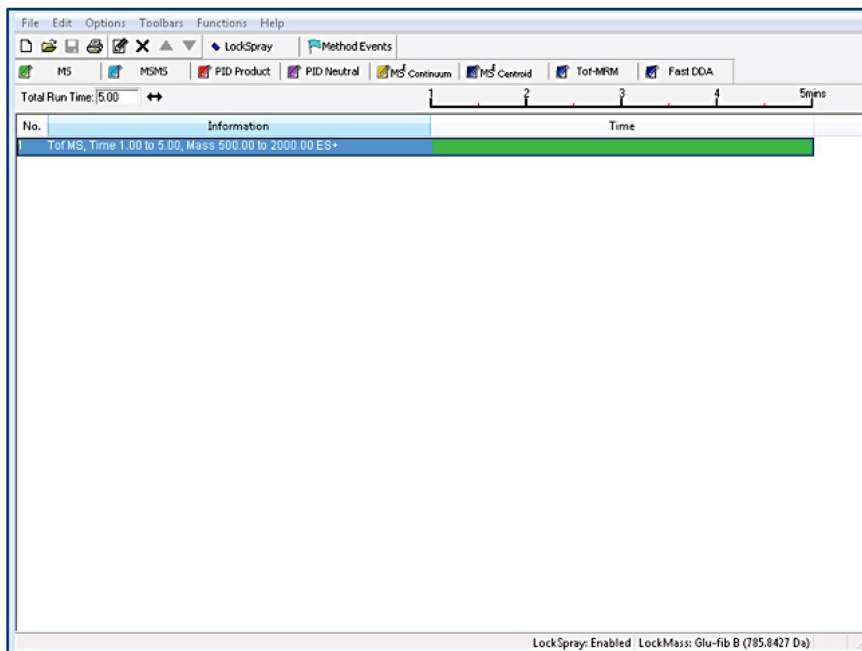 File Edit Options Toolbars Functions Help
LockSpray Method Events
MS MSMS PID Product PID Neutral MSE Continuum MSE Centroid Tof-MRM Fast DDA
Total Run Time: 5.00 1 2 3 4 5mins
No. Information Time
1 Tof MS, Time 1.00 to 5.00, Mass 500.00 to 2000.00 ES+
LockSpray: Enabled LockMass: Glu-fib B (785.8427 Da)